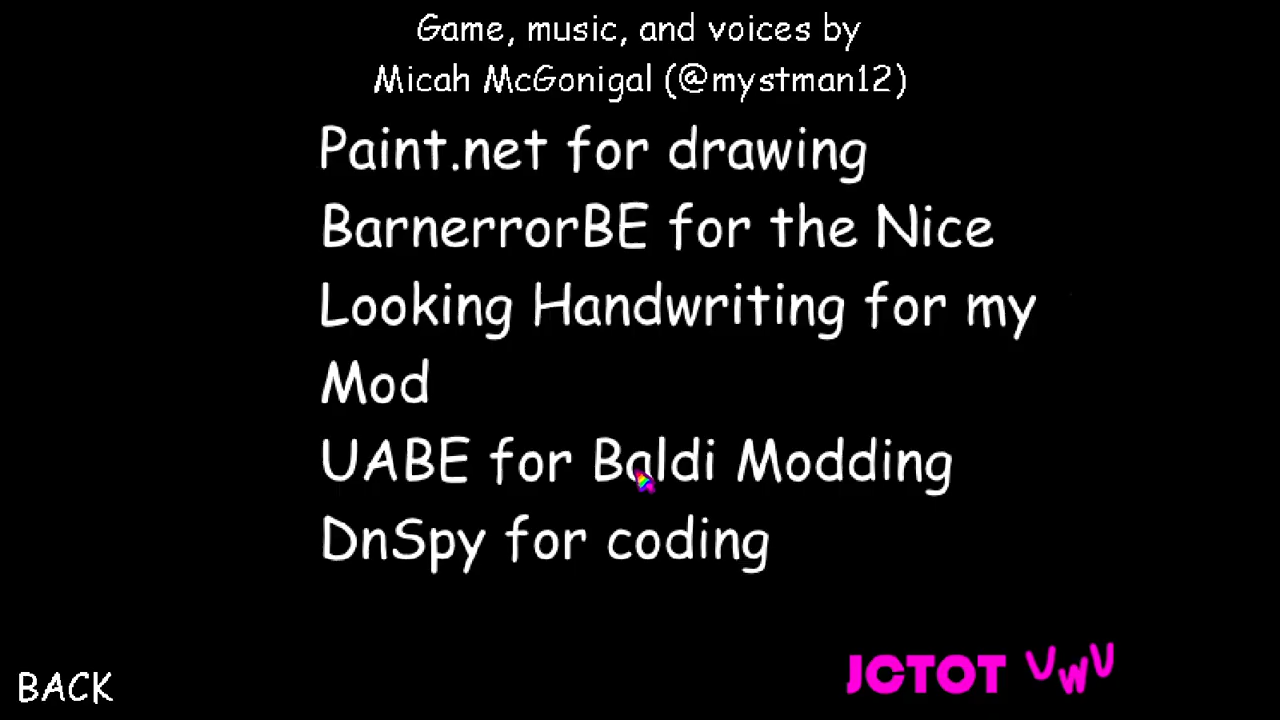 Game, music, and voices by
Micah McGonigal (@mystman12)
Paint.net for drawing
BarnerrorBE for the Nice
Looking Handwriting for my
Mod
UABE for Baldi Modding
DnSpy for coding
JCTOT UwU
BACK